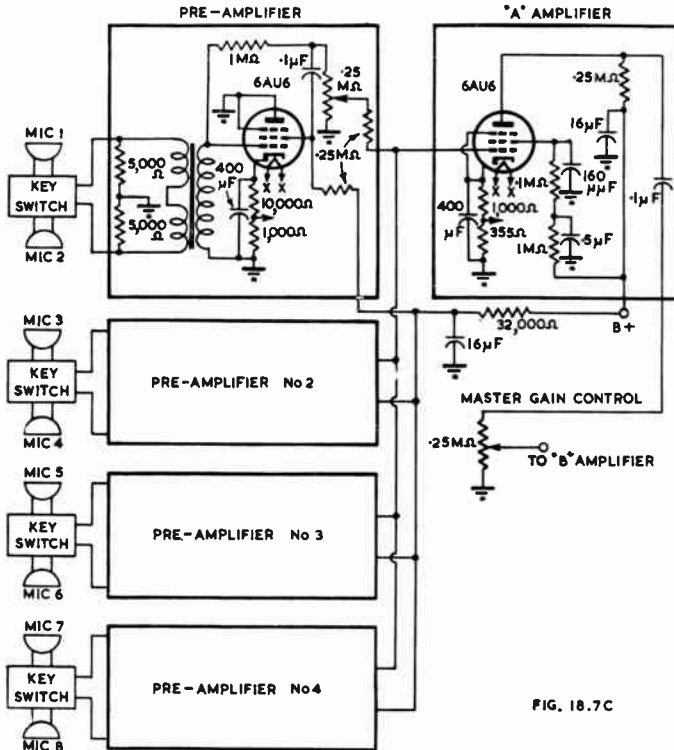 PRE-AMPLIFIER
"A" AMPLIFIER
1MΩ
·1µF
·25
MΩ
6AU6
6AU6
·25MΩ
MIC 1
KEY
SWITCH
MIC 2
5,000
Ω
5,000
Ω
400
µF
X X
10,000Ω
1,000Ω
·25MΩ
16µF
160
µµF
·1MΩ
X X
1,000Ω
400
µF
355Ω
1MΩ
·5µF
·1µF
32,000Ω
B+
16µF
MIC 3
KEY
SWITCH
MIC 4
PRE-AMPLIFIER No 2
MASTER GAIN CONTROL
·25MΩ
TO "B" AMPLIFIER
MIC 5
KEY
SWITCH
MIC 6
PRE-AMPLIFIER No 3
MIC 7
KEY
SWITCH
MIC 8
PRE-AMPLIFIER No 4
FIG. 18.7C